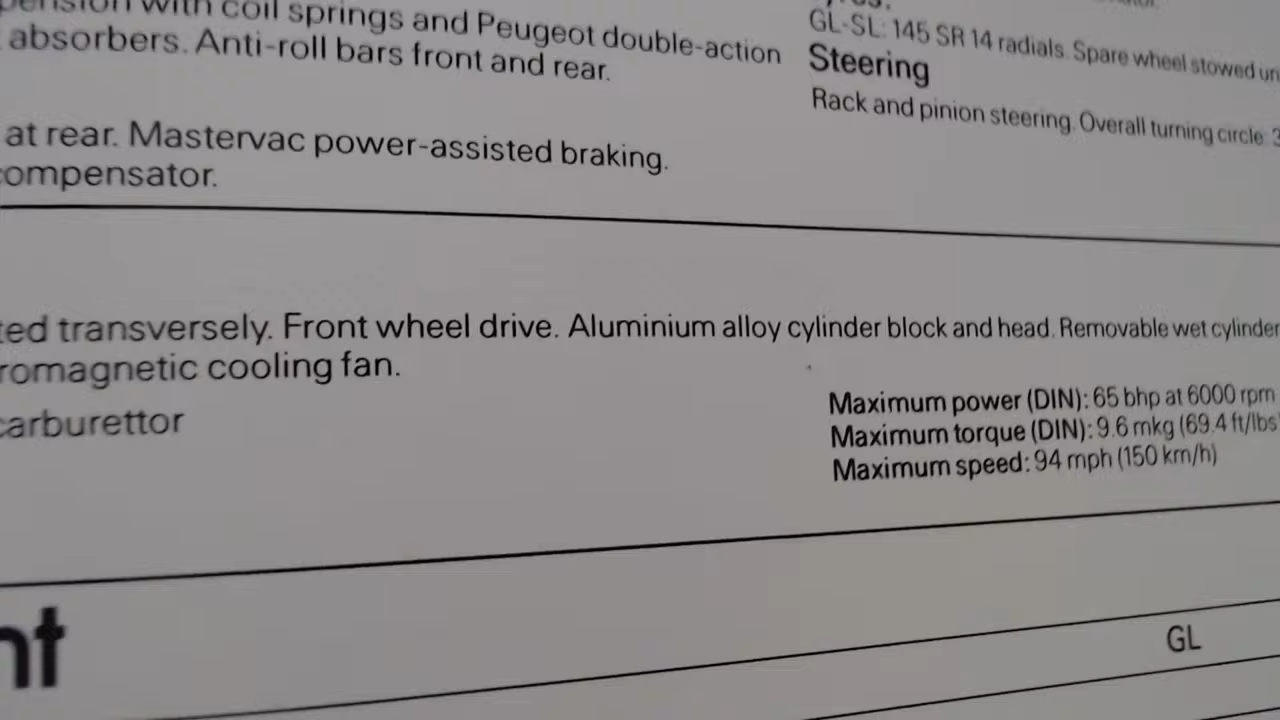 with coil springs and Peugeot double-action
absorbers. Anti-roll bars front and rear.
at rear. Mastervac power-assisted braking.
ompensator.
GL-SL: 145 SR 14 radials. Spare wheel stowed un
Steering
Rack and pinion steering. Overall turning circle: 3
ted transversely. Front wheel drive. Aluminium alloy cylinder block and head. Removable wet cylinder
romagnetic cooling fan.
carburettor
Maximum power (DIN): 65 bhp at 6000 rpm
Maximum torque (DIN): 9.6 mkg (69.4 ft/lbs
Maximum speed: 94 mph (150 km/h)
nt
GL